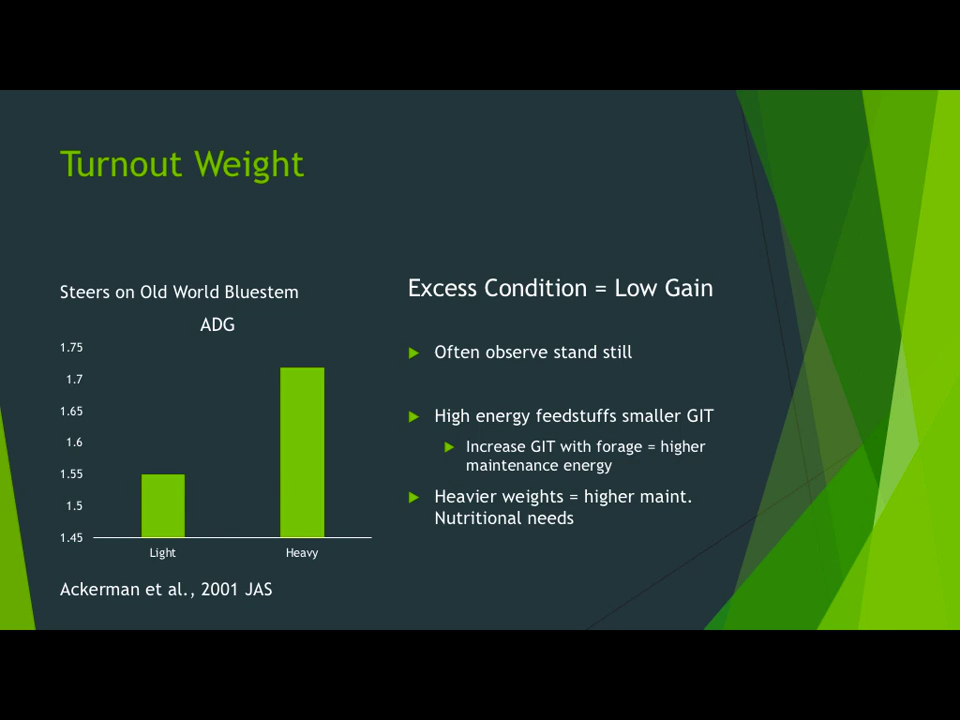 Turnout Weight
Steers on Old World Bluestem
ADG
1.75
1.7
1.65
1.6
1.55
1.5
1.45
Light Heavy
Ackerman et al., 2001 JAS
Excess Condition = Low Gain
Often observe stand still
High energy feedstuffs smaller GIT
Increase GIT with forage = higher
maintenance energy
Heavier weights = higher maint.
Nutritional needs